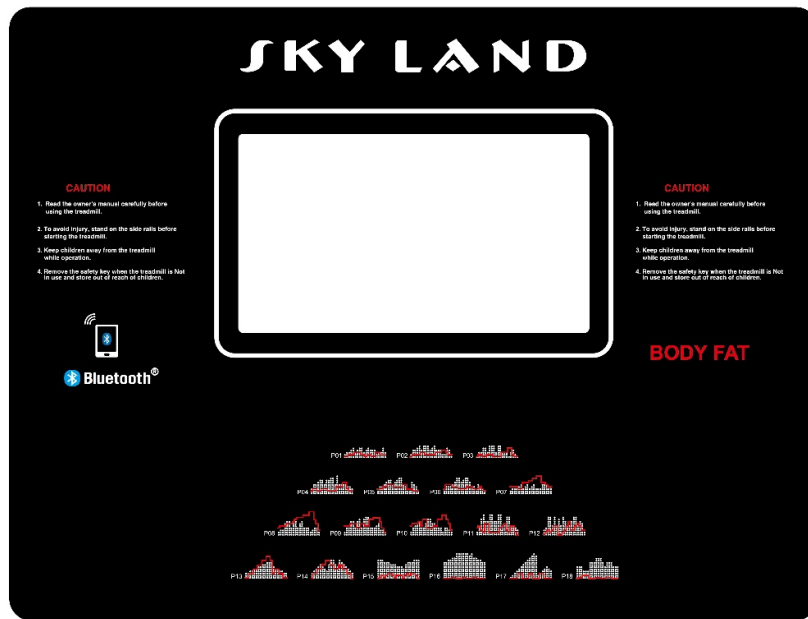 SKY LAND
CAUTION
1. Read the owner's manual carefully before
using the treadmill.
2. To avoid injury, stand on the side rails before
starting the treadmill.
3. Keep children away from the treadmill
while operation.
4. Remove the safety key when the treadmill is Not
in use and store out of reach of children.
Bluetooth®
CAUTION
1. Read the owner's manual carefully before
using the treadmill.
2. To avoid injury, stand on the side rails before
starting the treadmill.
3. Keep children away from the treadmill
while operation.
4. Remove the safety key when the treadmill is Not
in use and store out of reach of children.
BODY FAT
P01 P02 P03
P04 P05 P06 P07
P08 P09 P10 P11 P12
P13 P14 P15 P16 P17 P18